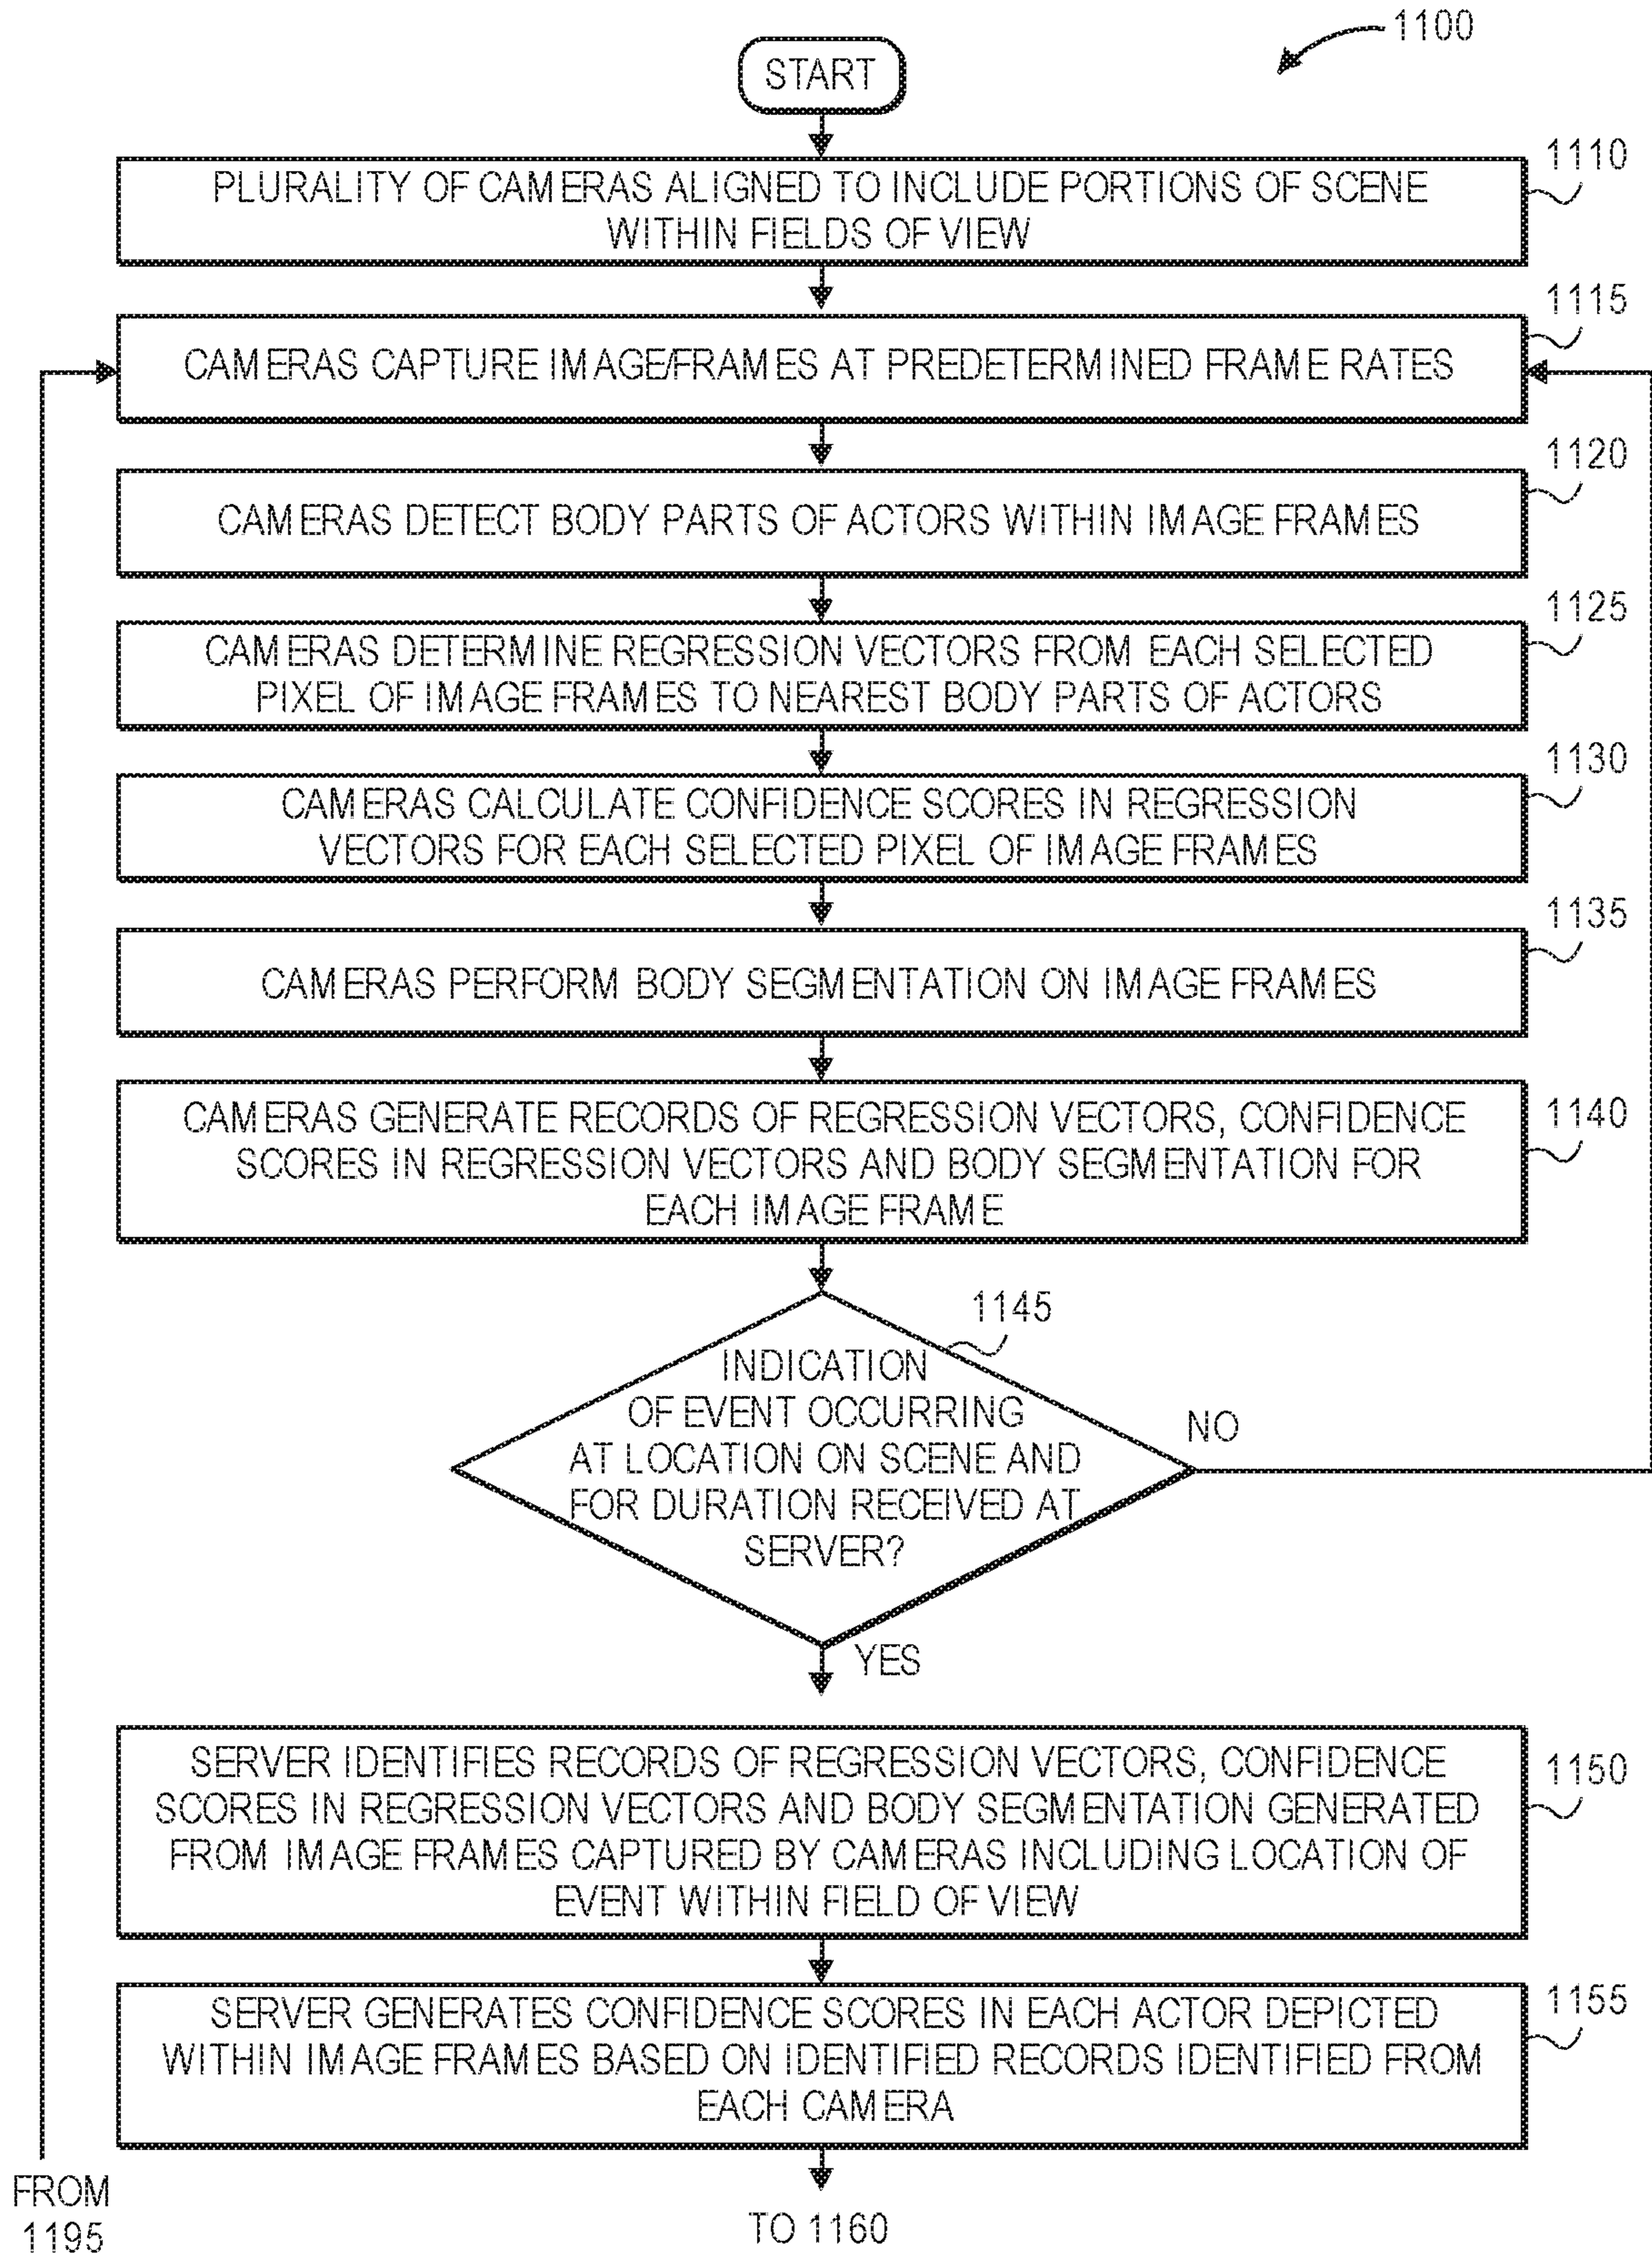 1100
START
1110
PLURALITY OF CAMERAS ALIGNED TO INCLUDE PORTIONS OF SCENE
WITHIN FIELDS OF VIEW
1115
CAMERAS CAPTURE IMAGE/FRAMES AT PREDETERMINED FRAME RATES
1120
CAMERAS DETECT BODY PARTS OF ACTORS WITHIN IMAGE FRAMES
1125
CAMERAS DETERMINE REGRESSION VECTORS FROM EACH SELECTED
PIXEL OF IMAGE FRAMES TO NEAREST BODY PARTS OF ACTORS
1130
CAMERAS CALCULATE CONFIDENCE SCORES IN REGRESSION
VECTORS FOR EACH SELECTED PIXEL OF IMAGE FRAMES
1135
CAMERAS PERFORM BODY SEGMENTATION ON IMAGE FRAMES
1140
CAMERAS GENERATE RECORDS OF REGRESSION VECTORS, CONFIDENCE
SCORES IN REGRESSION VECTORS AND BODY SEGMENTATION FOR
EACH IMAGE FRAME
1145
INDICATION
OF EVENT OCCURRING
AT LOCATION ON SCENE AND
FOR DURATION RECEIVED AT
SERVER?
NO
YES
1150
SERVER IDENTIFIES RECORDS OF REGRESSION VECTORS, CONFIDENCE
SCORES IN REGRESSION VECTORS AND BODY SEGMENTATION GENERATED
FROM IMAGE FRAMES CAPTURED BY CAMERAS INCLUDING LOCATION OF
EVENT WITHIN FIELD OF VIEW
1155
SERVER GENERATES CONFIDENCE SCORES IN EACH ACTOR DEPICTED
WITHIN IMAGE FRAMES BASED ON IDENTIFIED RECORDS IDENTIFIED FROM
EACH CAMERA
FROM
1195
TO 1160